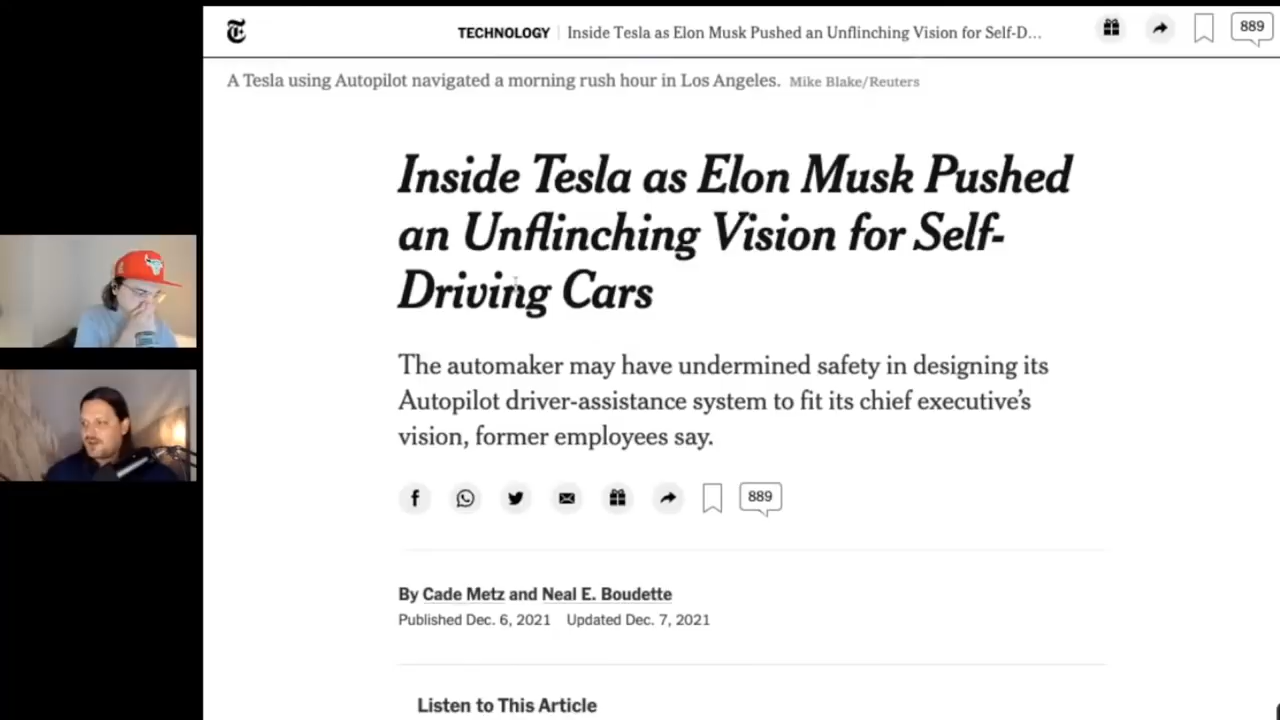 TECHNOLOGY Inside Tesla as Elon Musk Pushed an Unflinching Vision for Self-D... 889
A Tesla using Autopilot navigated a morning rush hour in Los Angeles. Mike Blake/Reuters
Inside Tesla as Elon Musk Pushed
an Unflinching Vision for Self-
Driving Cars
The automaker may have undermined safety in designing its
Autopilot driver-assistance system to fit its chief executive’s
vision, former employees say.
889
By Cade Metz and Neal E. Boudette
Published Dec. 6, 2021 Updated Dec. 7, 2021
Listen to This Article